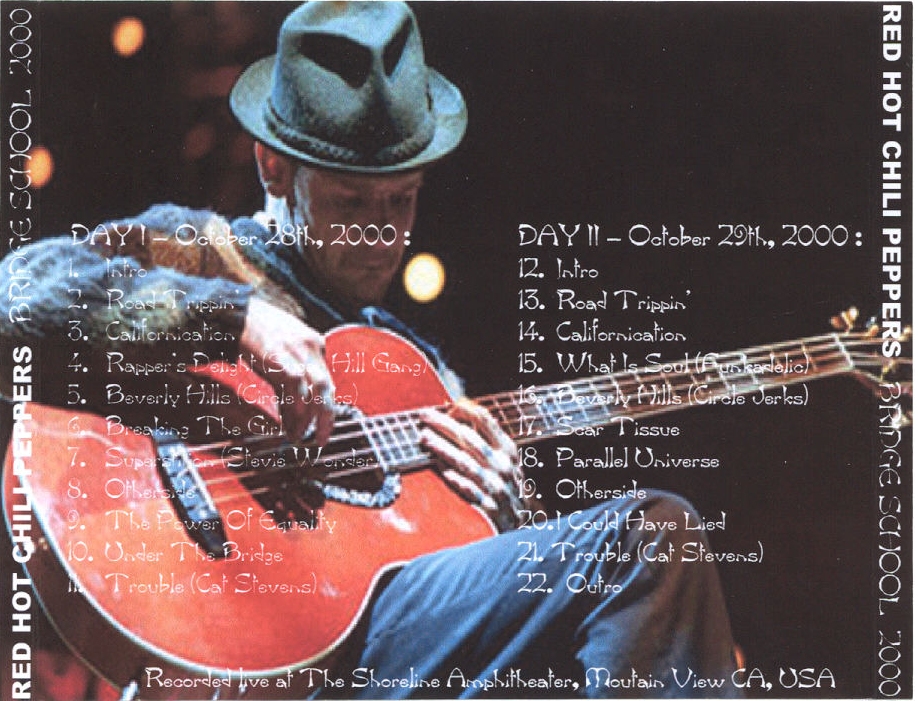 RED HOT CHILI PEPPERS BRIDGE SCHOOL 2000
DAY I – October 28th, 2000 :
1. Intro
2. Road Trippin'
3. Californication
4. Rapper's Delight (Sugar Hill Gang)
5. Beverly Hills (Circle Jerks)
6. Breaking The Girl
7. Superstition (Stevie Wonder)
8. Otherside
9. The Power Of Equality
10. Under The Bridge
11. Trouble (Cat Stevens)
DAY II – October 29th, 2000 :
12. Intro
13. Road Trippin'
14. Californication
15. What Is Soul (Funkadelic)
16. Beverly Hills (Circle Jerks)
17. Scar Tissue
18. Parallel Universe
19. Otherside
20. I Could Have Lied
21. Trouble (Cat Stevens)
22. Outro
Recorded live at The Shoreline Amphitheater, Moutain View CA, USA
RED HOT CHILI PEPPERS BRIDGE SCHOOL 2000